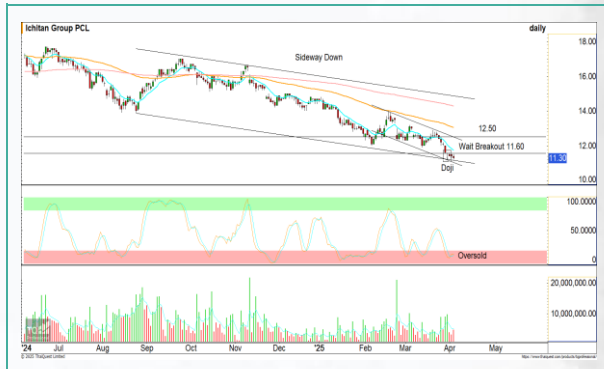 Ichitan Group PCL daily
18.00
Sideway Down
16.00
14.00
12.50
12.00
Wait Breakout 11.60
11.30
Doji
10.00
100.0000
50.0000
Oversold
0
20,000,000.00
10,000,000.00
'24 Jul Aug Sep Oct Nov Dec '25 Feb Mar Apr May